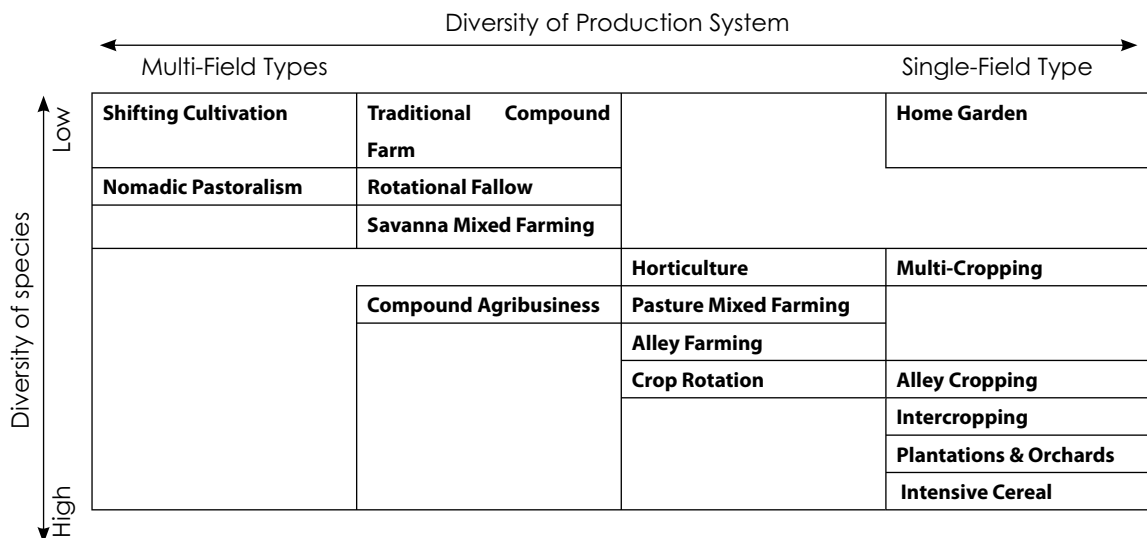 Diversity of Production System
Multi-Field Types Single-Field Type
Low
Diversity of species
High
Shifting Cultivation Traditional Compound Home Garden
Farm
Nomadic Pastoralism Rotational Fallow
Savanna Mixed Farming
Horticulture Multi-Cropping
Compound Agribusiness Pasture Mixed Farming
Alley Farming
Crop Rotation Alley Cropping
Intercropping
Plantations & Orchards
Intensive Cereal